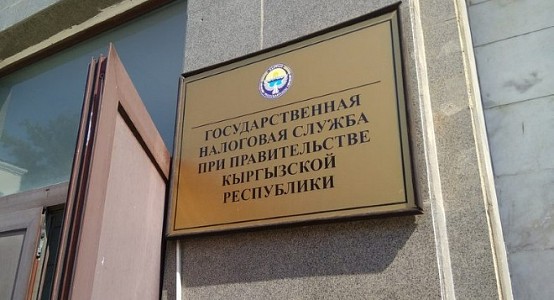 ГОСУДАРСТВЕННАЯ
НАЛОГОВАЯ СЛУЖБА
ПРИ ПРАВИТЕЛЬСТВЕ
КЫРГЫЗСКОЙ
РЕСПУБЛИКИ